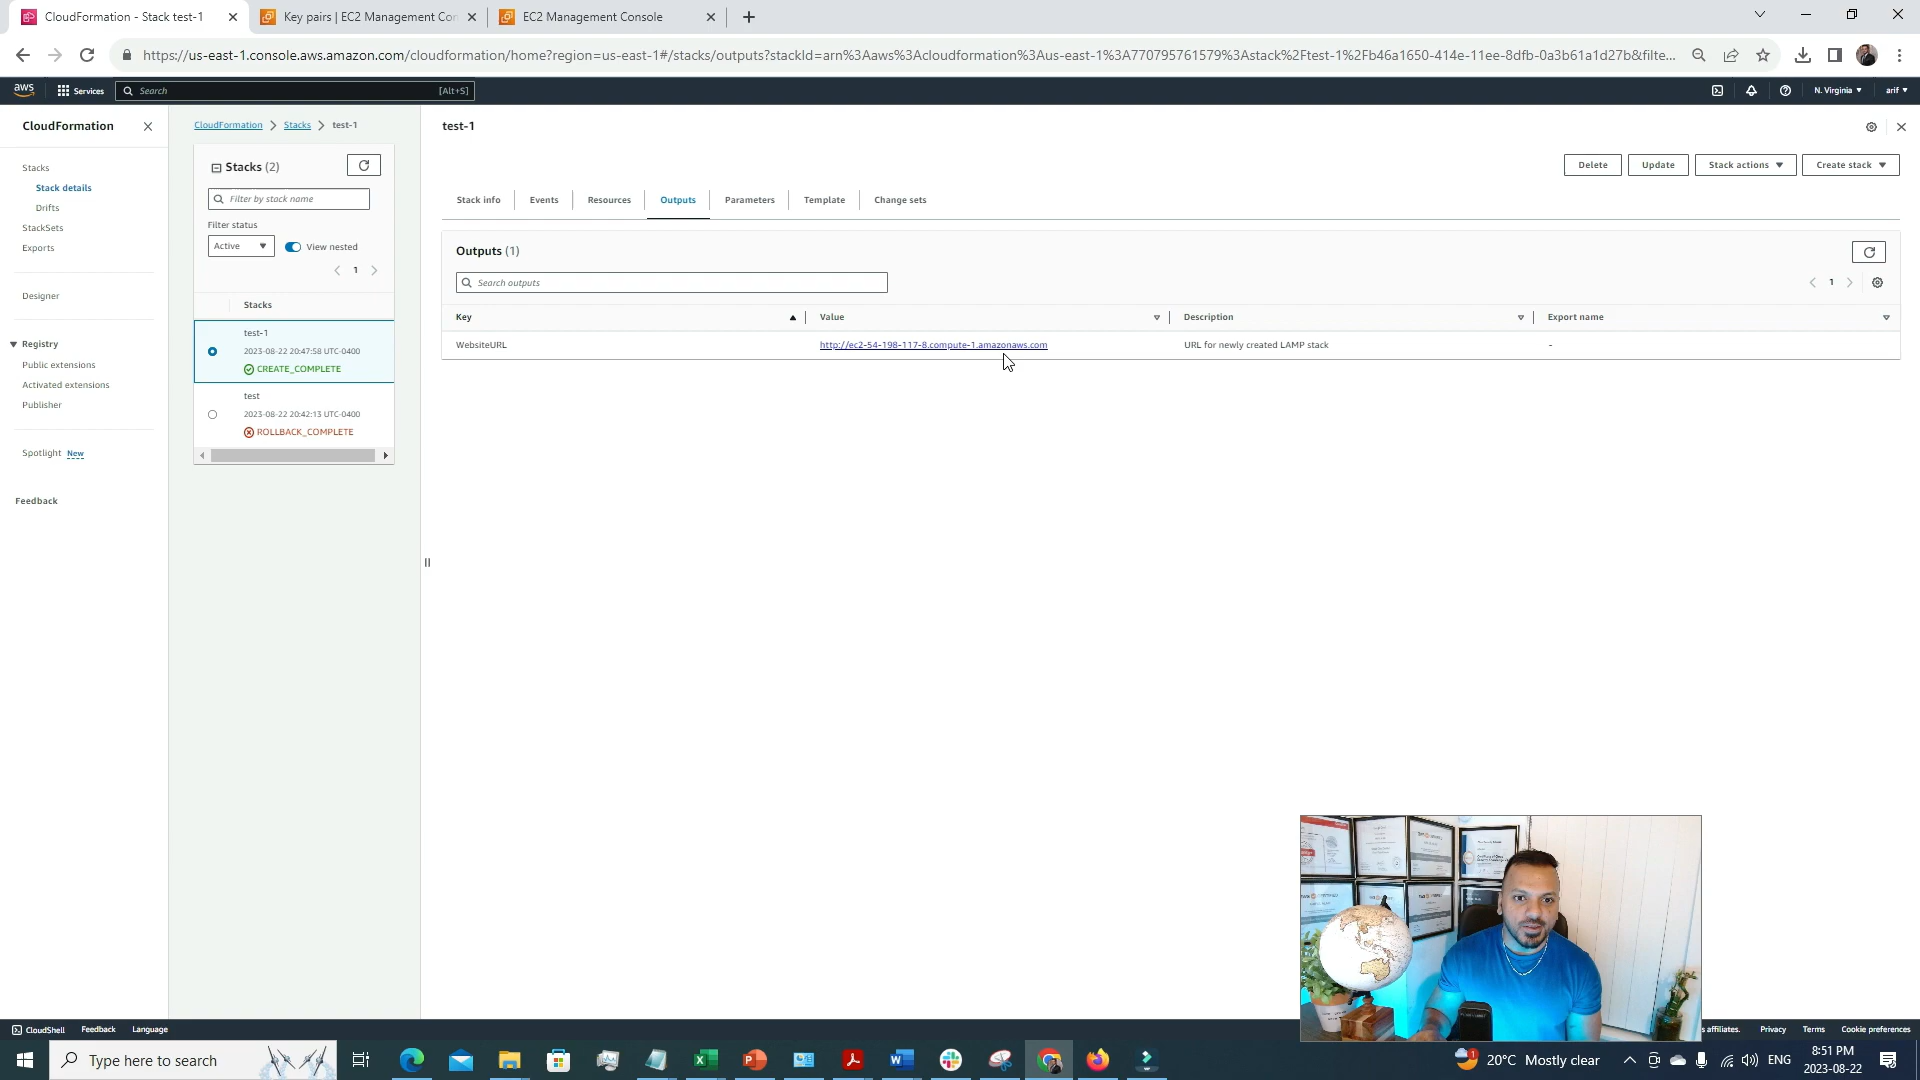 CloudFormation - Stack test-1
Key pairs | EC2 Management Con
EC2 Management Console
https://us-east-1.console.aws.amazon.com/cloudformation/home?region=us-east-1#/stacks/outputs?stackId=arn%3Aaws%3Acloudformation%3Aus-east-1%3A770795761579%3Astack%2Ftest-1%2Fb46a1650-414e-11ee-8dfb-0a3b61a1d27b&filte...
aws
Services
Search
[Alt+S]
N. Virginia
arif
CloudFormation
Stacks
Stack details
Drifts
StackSets
Exports
Designer
Registry
Public extensions
Activated extensions
Publisher
Spotlight New
Feedback
CloudFormation > Stacks > test-1
Stacks (2)
Filter by stack name
Filter status
Active
View nested
1
Stacks
test-1
2023-08-22 20:47:58 UTC-0400
CREATE_COMPLETE
test
2023-08-22 20:42:13 UTC-0400
ROLLBACK_COMPLETE
test-1
Delete
Update
Stack actions
Create stack
Stack info
Events
Resources
Outputs
Parameters
Template
Change sets
Outputs (1)
Search outputs
1
Key
Value
Description
Export name
WebsiteURL
http://ec2-54-198-117-8.compute-1.amazonaws.com
URL for newly created LAMP stack
-
CloudShell
Feedback
Language
s affiliates.
Privacy
Terms
Cookie preferences
Type here to search
1
20°C Mostly clear
ENG
8:51 PM
2023-08-22